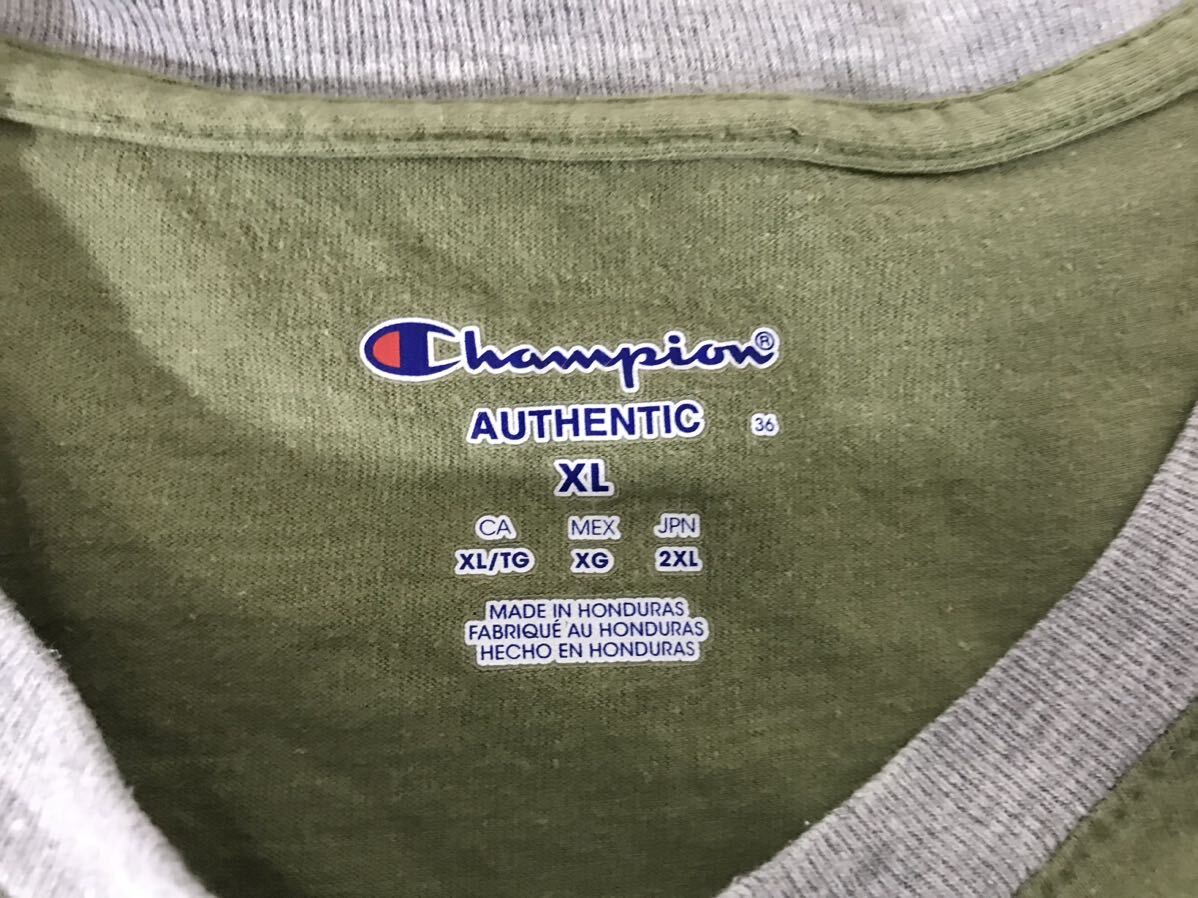 Champion®
AUTHENTIC 36
XL
CA MEX JPN
XL/TG XG 2XL
MADE IN HONDURAS
FABRIQUÉ AU HONDURAS
HECHO EN HONDURAS